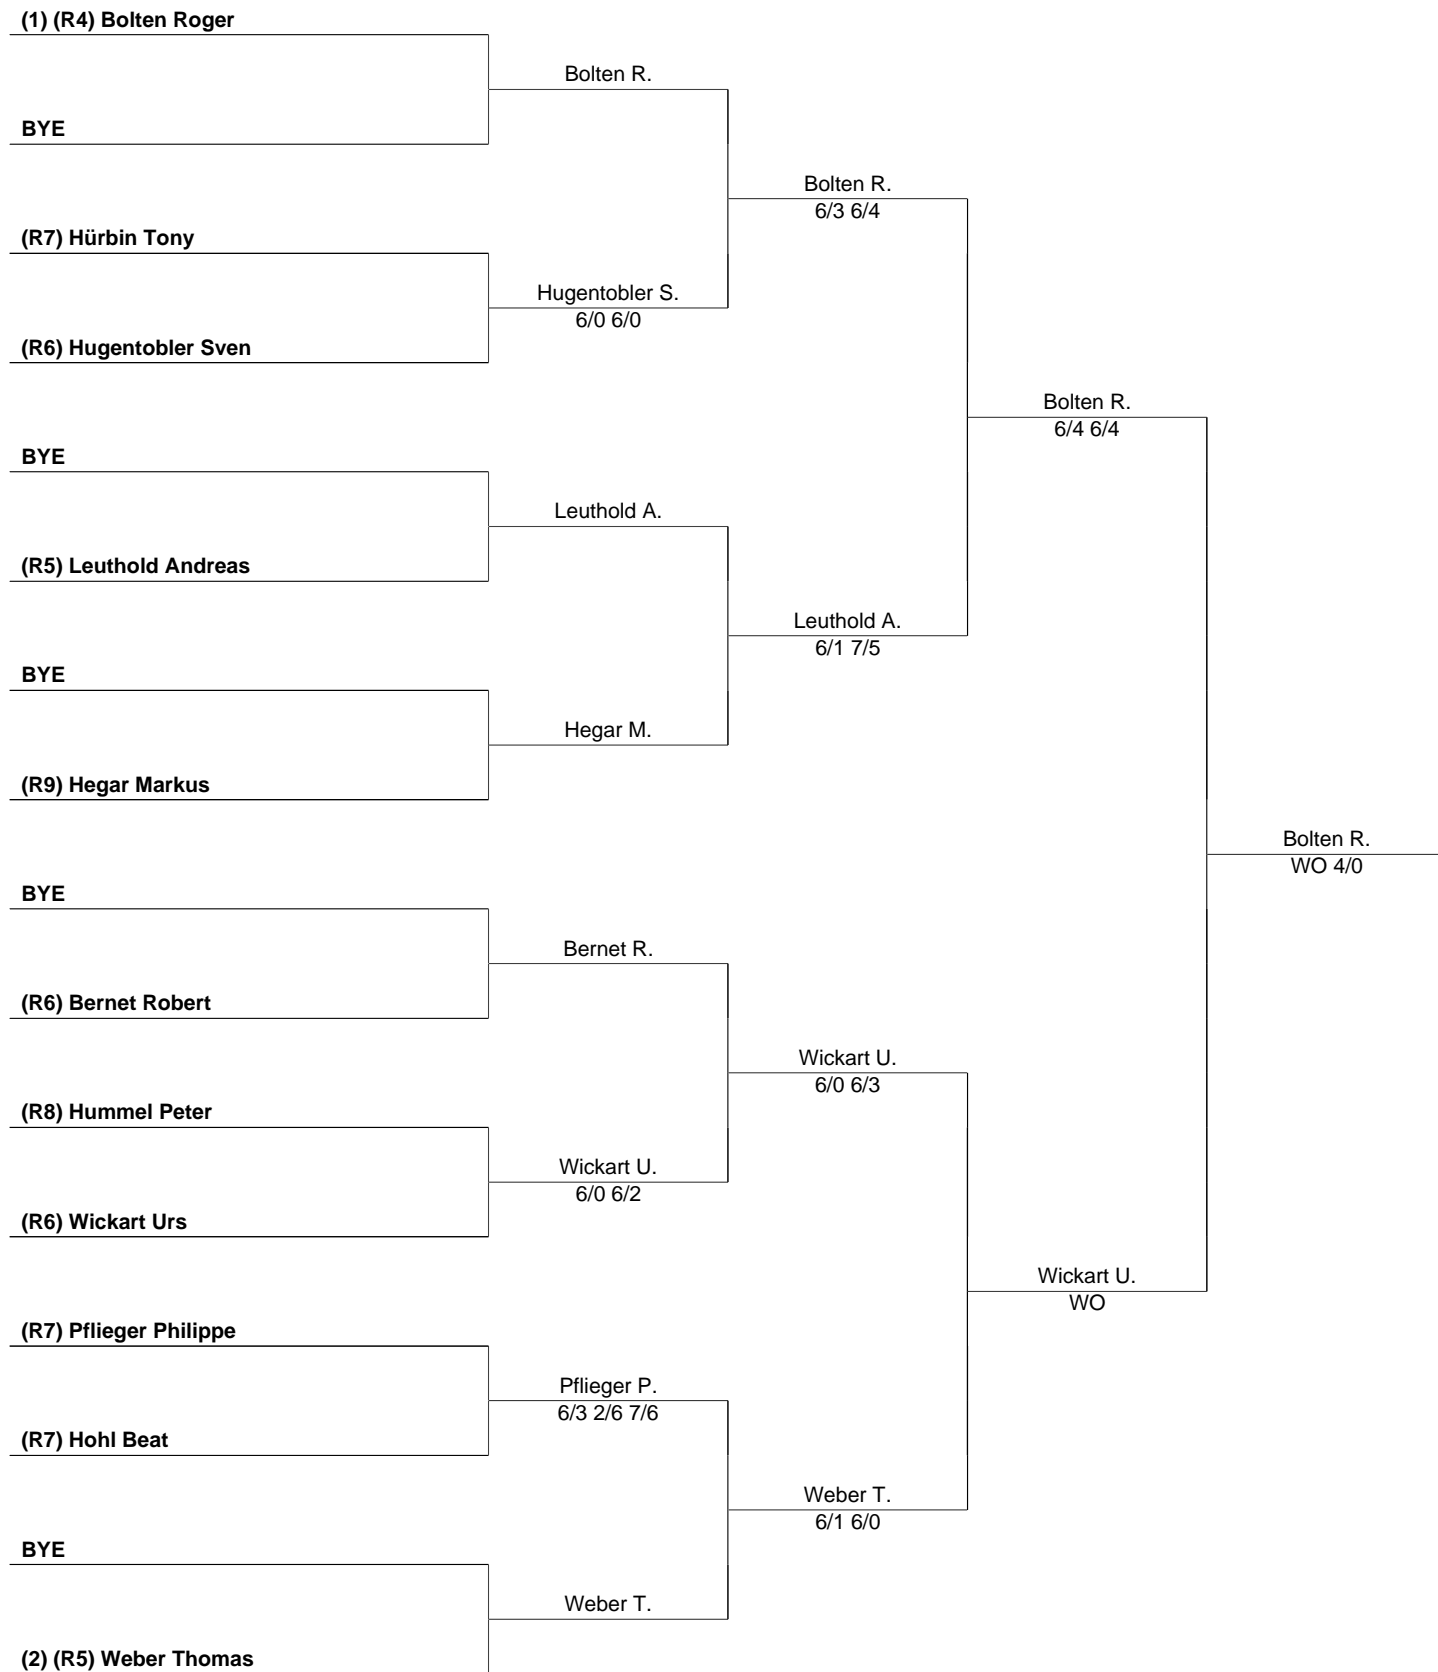 (1) (R4) Bolten Roger
Bolten R.
BYE
Bolten R.
6/3 6/4
(R7) Hürbin Tony
Hugentobler S.
6/0 6/0
(R6) Hugentobler Sven
Bolten R.
6/4 6/4
BYE
Leuthold A.
(R5) Leuthold Andreas
Leuthold A.
6/1 7/5
BYE
Hegar M.
(R9) Hegar Markus
Bolten R.
WO 4/0
BYE
Bernet R.
(R6) Bernet Robert
Wickart U.
6/0 6/3
(R8) Hummel Peter
Wickart U.
6/0 6/2
(R6) Wickart Urs
Wickart U.
WO
(R7) Pflieger Philippe
Pflieger P.
6/3 2/6 7/6
(R7) Hohl Beat
Weber T.
6/1 6/0
BYE
Weber T.
(2) (R5) Weber Thomas